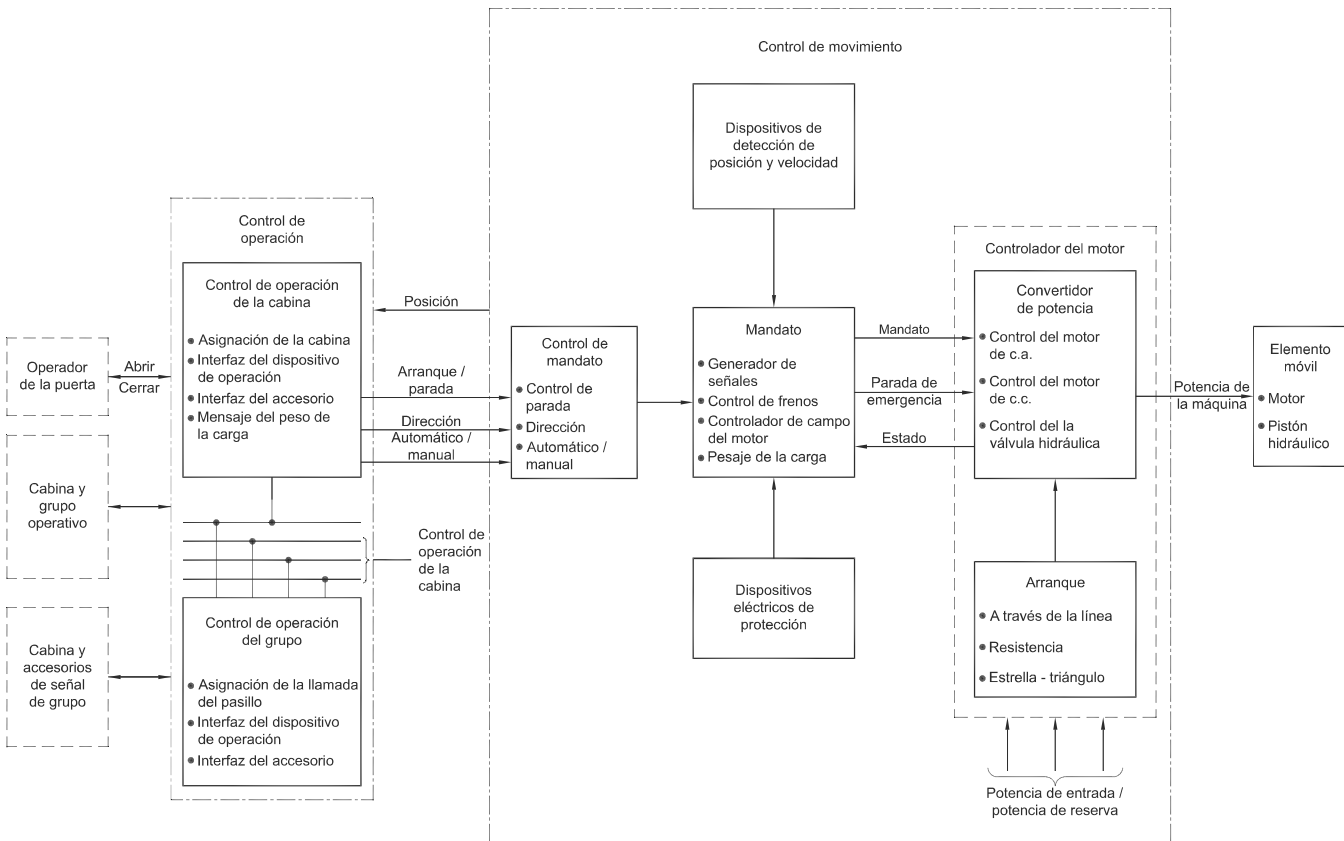 Control de movimiento
Dispositivos de
detección de
posición y velocidad
Control de
operación
Control de operación
de la cabina
Asignación de la cabina
Interfaz del dispositivo
de operación
Interfaz del accesorio
Mensaje del peso de
la carga
Operador
de la puerta
Abrir
Cerrar
Cabina y
grupo
operativo
Cabina y
accesorios
de señal
de grupo
Posición
Arranque /
parada
Dirección
Automático /
manual
Control de
operación
de la
cabina
Control de operación
del grupo
Asignación de la llamada
del pasillo
Interfaz del dispositivo
de operación
Interfaz del accesorio
Control de
mandato
Control de
parada
Dirección
Automático /
manual
Mandato
Generador de
señales
Control de frenos
Controlador de campo
del motor
Pesaje de la carga
Dispositivos
eléctricos de
protección
Mandato
Parada de
emergencia
Estado
Controlador del motor
Convertidor
de potencia
Control del motor
de c.a.
Control del motor
de c.c.
Control del la
válvula hidráulica
Arranque
A través de la línea
Resistencia
Estrella - triángulo
Potencia de entrada /
potencia de reserva
Potencia de
la máquina
Elemento
móvil
Motor
Pistón
hidráulico